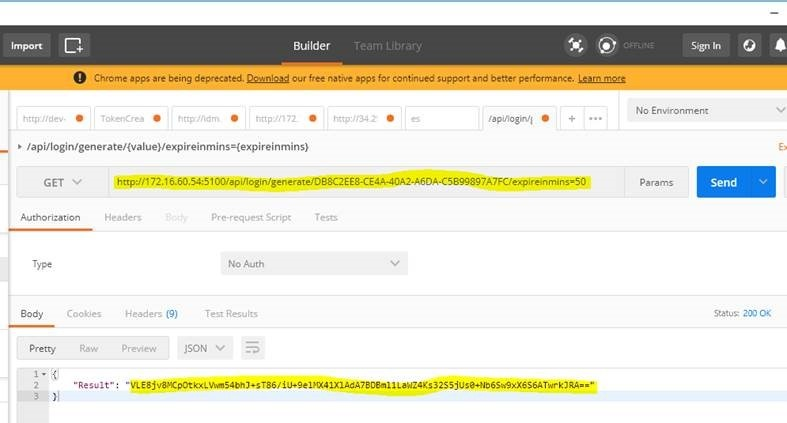 Import
Builder Team Library
OFFLINE
Sign In
Chrome apps are being deprecated. Download our free native apps for continued support and better performance. Learn more
http://dev- TokenCrea http://idm. http://172. http://34.2 es /api/login/g + •••
No Environment
/api/login/generate/{value}/expireinmins={expireinmins}
Ex
GET http://172.16.60.54:5100/api/login/generate/DB8C2EE8-CE4A-40A2-A6DA-C5B99897A7FC/expireinmins=50 Params Send
Authorization Headers Body Pre-request Script Tests
Type No Auth
Body Cookies Headers (9) Test Results Status: 200 OK
Pretty Raw Preview JSON
1 {
2 "Result": "VLE8jv8MCpOtkxLVwm54bhJ+sT86/iU+9elMX41XlAdA7BDBml1LaWZ4Ks32S5jUs0+Nb6Sw9xX6S6ATwrkJRA=="
3 }